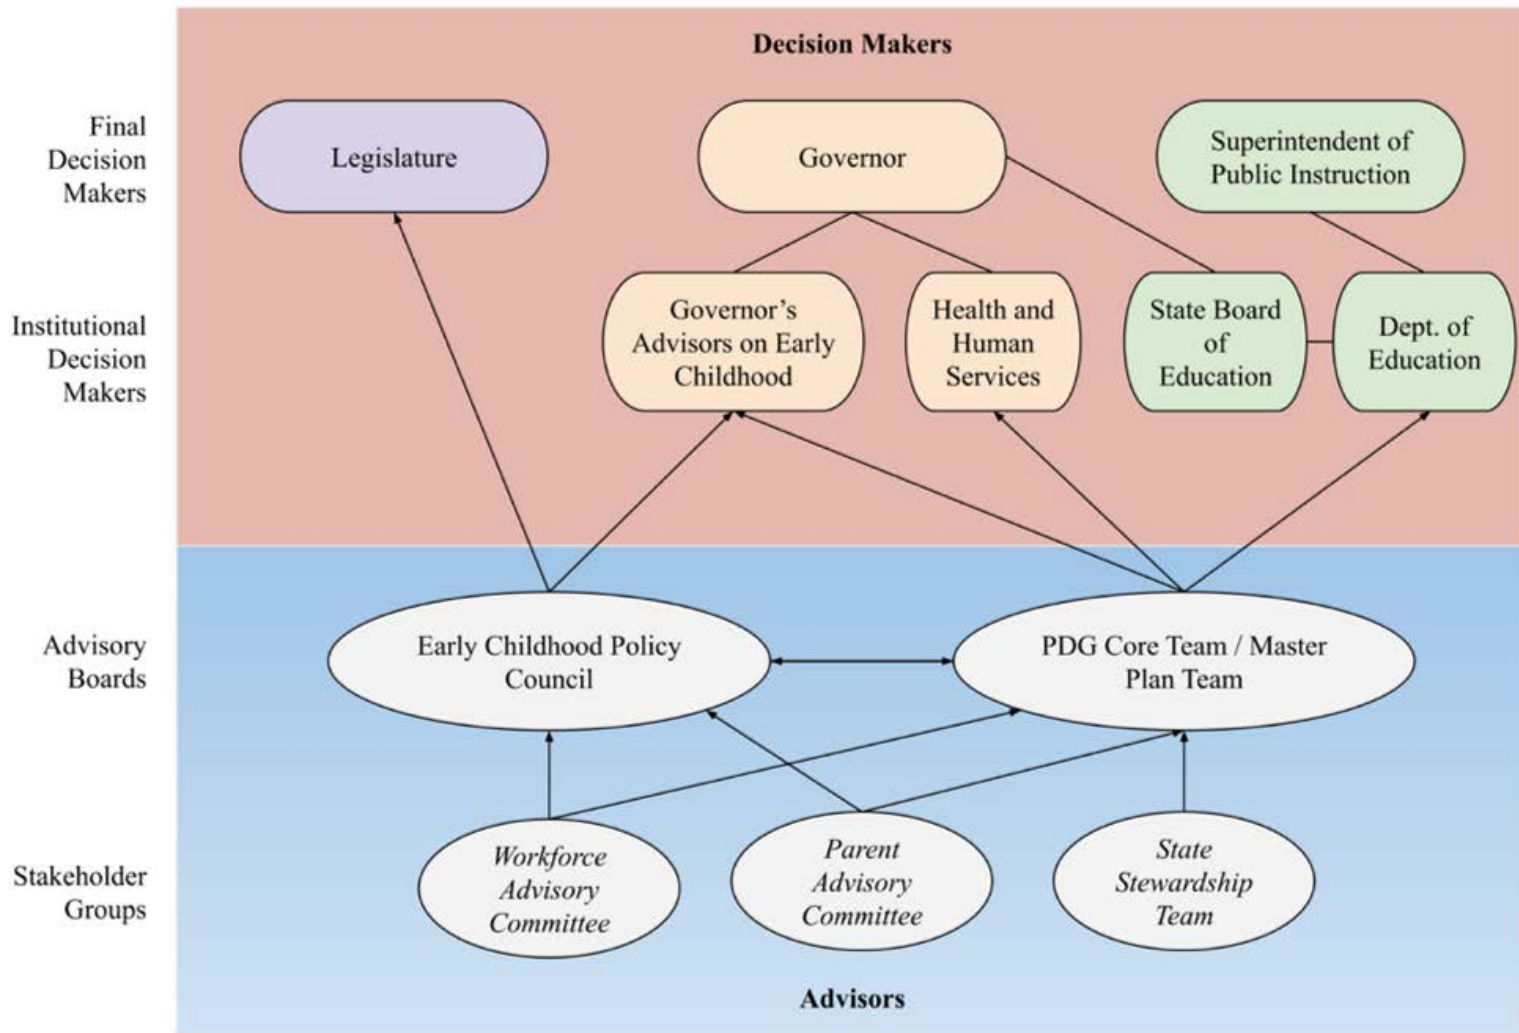 Decision Makers
Final
Decision
Makers
Legislature
Governor
Superintendent of
Public Instruction
Institutional
Decision
Makers
Governor’s
Advisors on Early
Childhood
Health and
Human
Services
State Board
of
Education
Dept. of
Education
Advisory
Boards
Early Childhood Policy
Council
PDG Core Team / Master
Plan Team
Stakeholder
Groups
Workforce
Advisory
Committee
Parent
Advisory
Committee
State
Stewardship
Team
Advisors